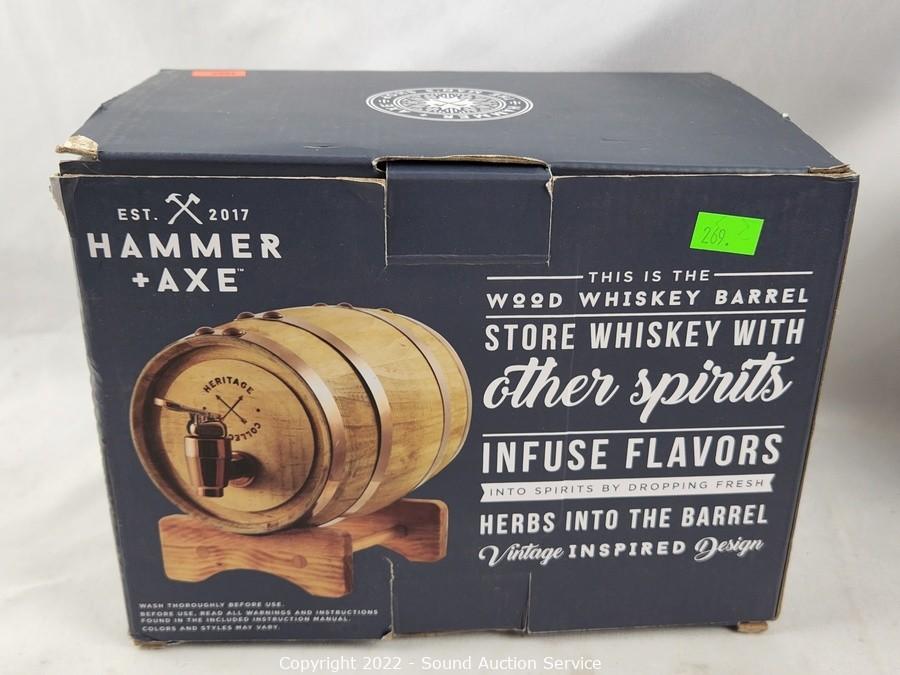 EST. 2017
HAMMER
+AXE™
269.
THIS IS THE
WOOD WHISKEY BARREL
STORE WHISKEY WITH
other spirits
INFUSE FLAVORS
INTO SPIRITS BY DROPPING FRESH
HERBS INTO THE BARREL
Vintage INSPIRED Design
HERITAGE
WASH THOROUGHLY BEFORE USE.
BEFORE USE, READ ALL WARNINGS AND INSTRUCTIONS
FOUND IN THE INCLUDED INSTRUCTION MANUAL.
COLORS AND STYLES MAY VARY.
Copyright 2022 - Sound Auction Service